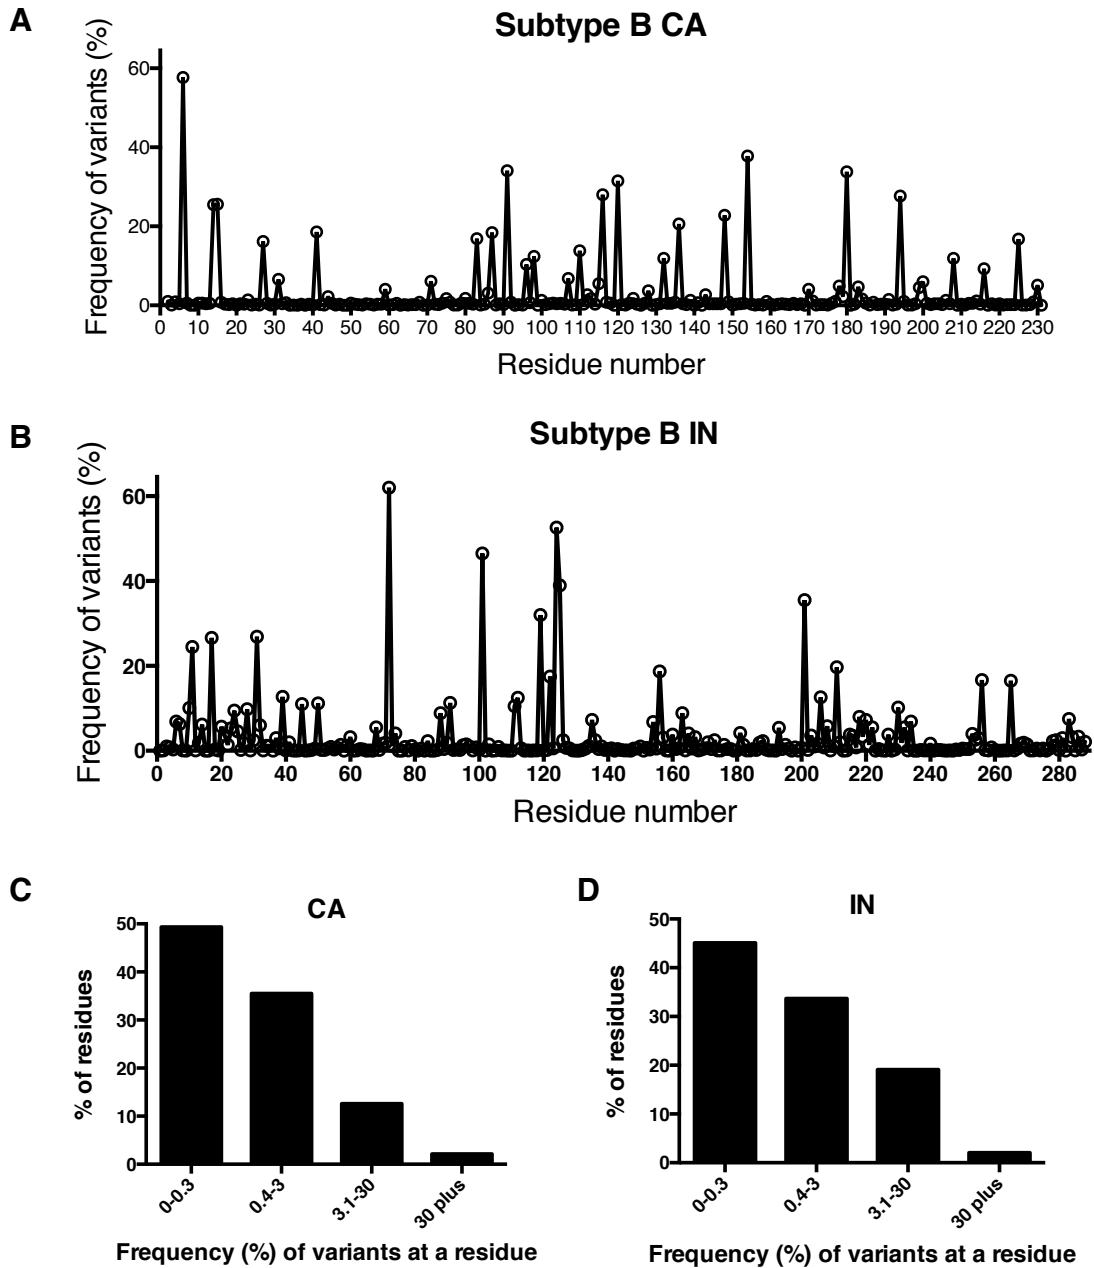 A
Subtype B CA
Frequency of variants (%)
60
40
20
0
0 10 20 30 40 50 60 70 80 90 100 110 120 130 140 150 160 170 180 190 200 210 220 230
Residue number
B
Subtype B IN
Frequency of variants (%)
60
40
20
0
0 20 40 60 80 100 120 140 160 180 200 220 240 260 280
Residue number
C
CA
% of residues
50
40
30
20
10
0
0-0.3 0.4-3 3.1-30 30 plus
Frequency (%) of variants at a residue
D
IN
% of residues
50
40
30
20
10
0
0-0.3 0.4-3 3.1-30 30 plus
Frequency (%) of variants at a residue